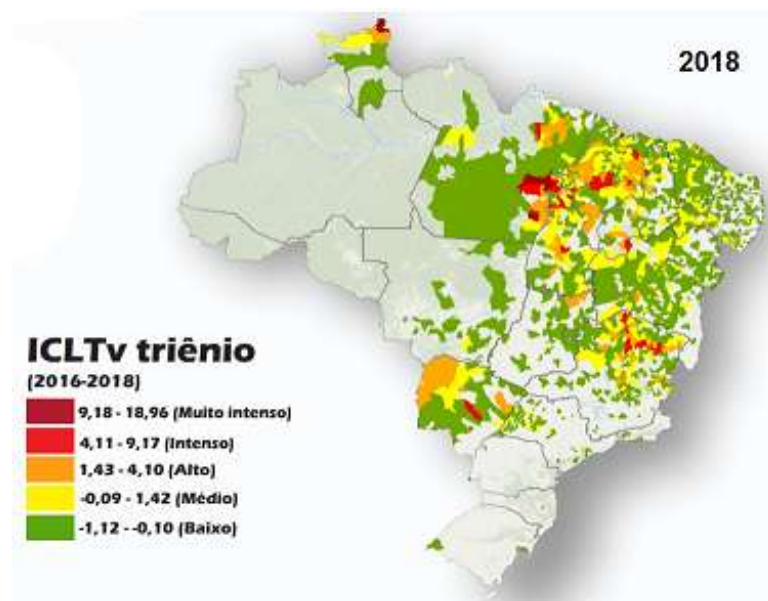 2018
ICLTv triênio
(2016-2018)
9,18 - 18,96 (Muito intenso)
4,11 - 9,17 (Intenso)
1,43 - 4,10 (Alto)
-0,09 - 1,42 (Médio)
-1,12 - -0,10 (Baixo)